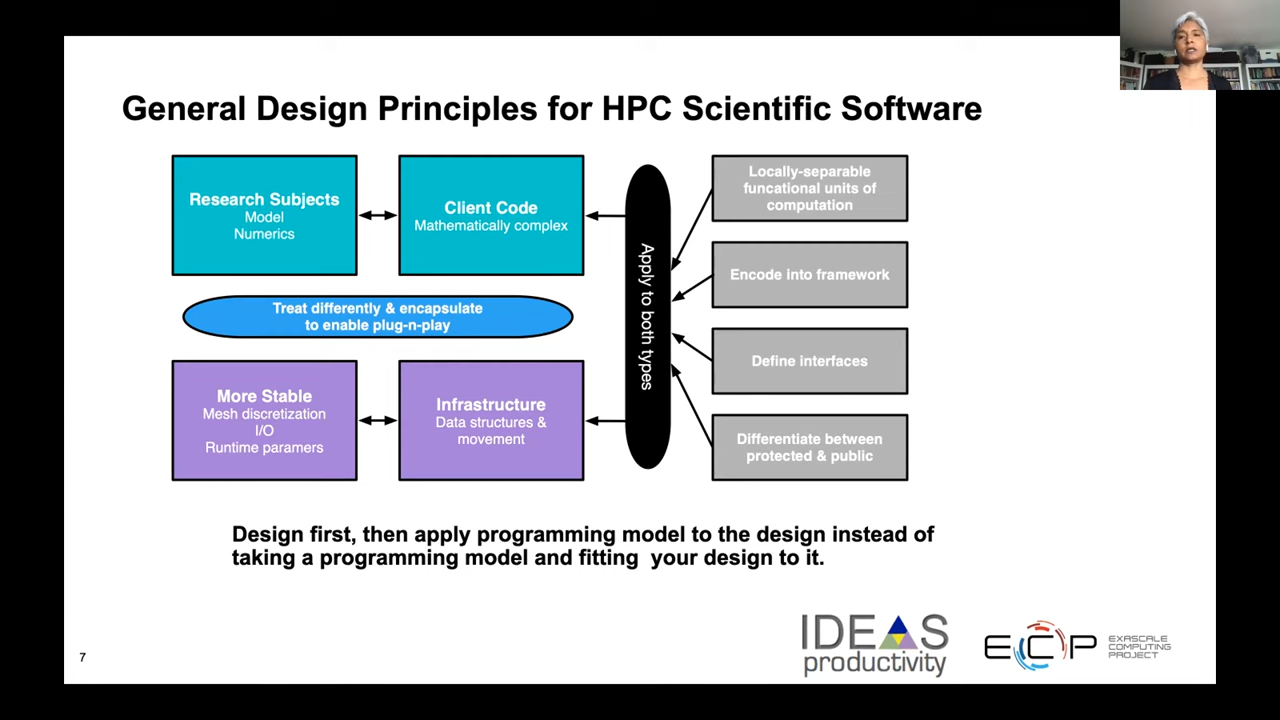 General Design Principles for HPC Scientific Software
Research Subjects
Model
Numerics
Client Code
Mathematically complex
Treat differently & encapsulate
to enable plug-n-play
More Stable
Mesh discretization
I/O
Runtime paramers
Infrastructure
Data structures &
movement
Apply to both types
Locally-separable
funcational units of
computation
Encode into framework
Define interfaces
Differentiate between
protected & public
Design first, then apply programming model to the design instead of
taking a programming model and fitting your design to it.
7
IDEAS
productivity
ECP
EXASCALE
COMPUTING
PROJECT